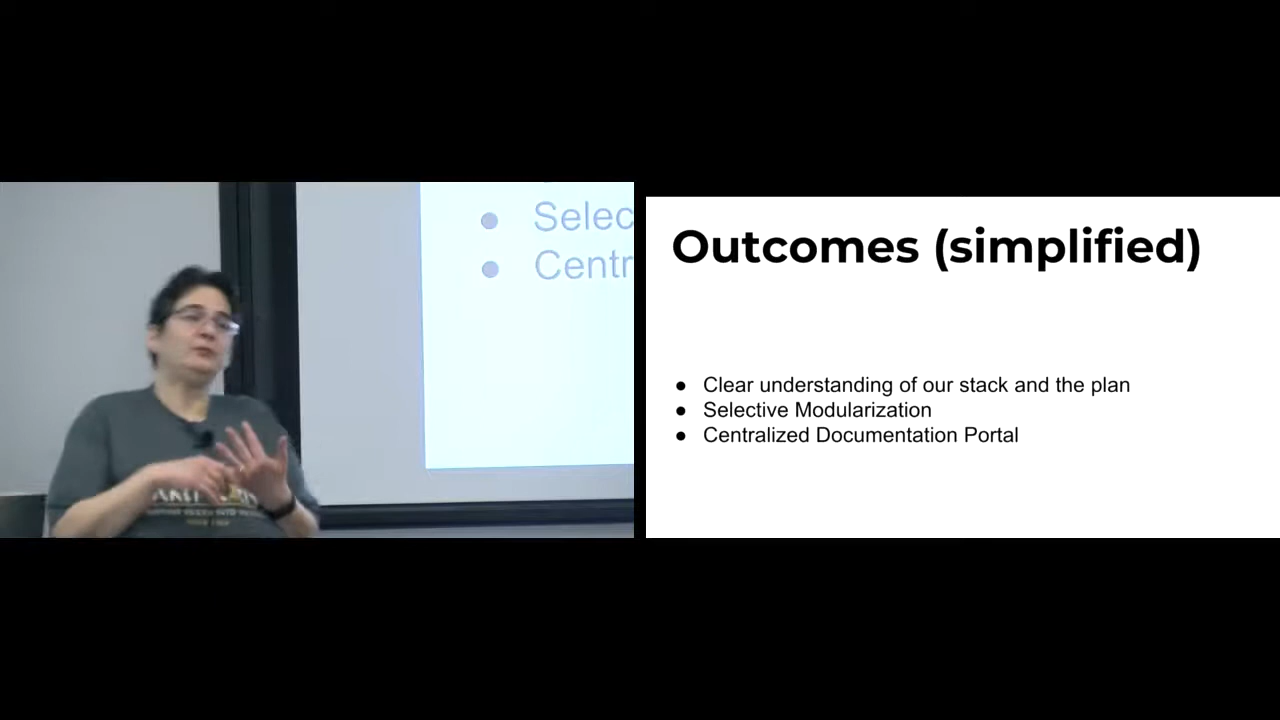 Selec
Centr
Outcomes (simplified)
● Clear understanding of our stack and the plan
● Selective Modularization
● Centralized Documentation Portal